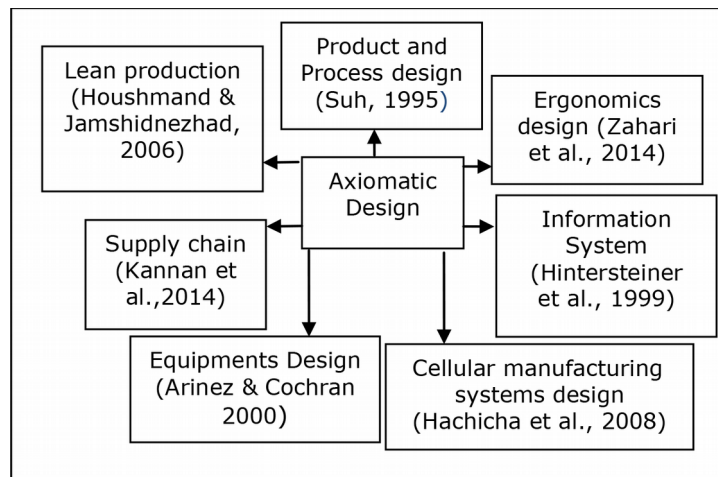 Product and
Process design
(Suh, 1995)
Lean production
(Houshmand &
Jamshidnezhad,
2006)
Ergonomics
design (Zahari
et al., 2014)
Axiomatic
Design
Supply chain
(Kannan et
al.,2014)
Information
System
(Hintersteiner
et al., 1999)
Equipments Design
(Arinez & Cochran
2000)
Cellular manufacturing
systems design
(Hachicha et al., 2008)